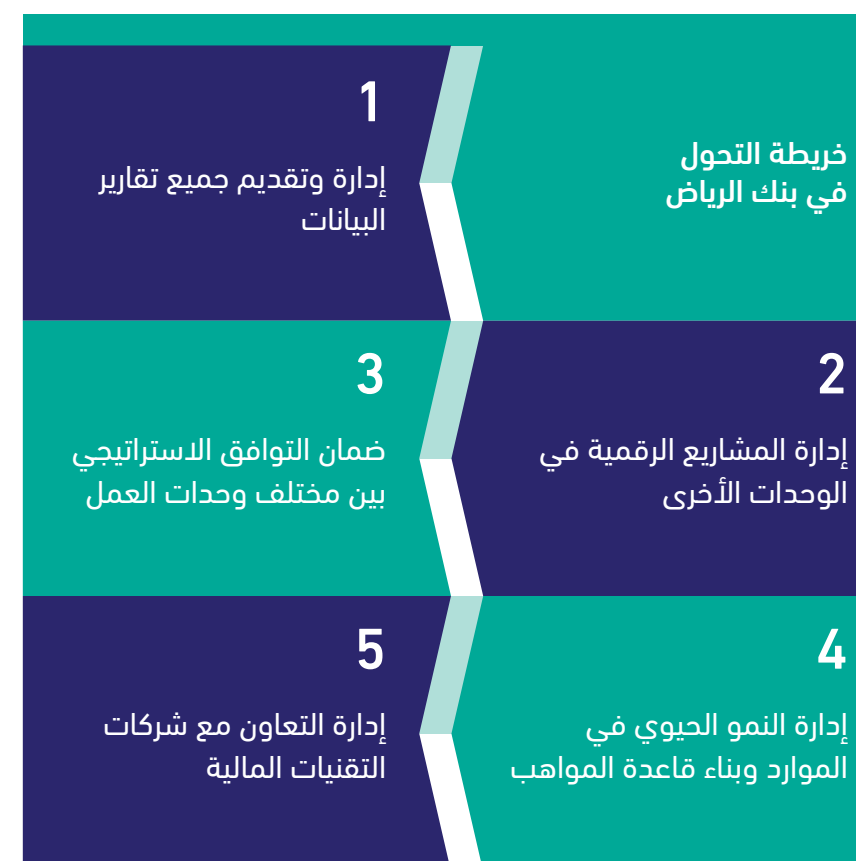 خريطة التحول
في بنك الرياض
1
إدارة وتقديم جميع تقارير
البيانات
2
إدارة المشاريع الرقمية في
الوحدات الأخرى
3
ضمان التوافق الاستراتيجي
بين مختلف وحدات العمل
4
إدارة النمو الحيوي في
الموارد وبناء قاعدة المواهب
5
إدارة التعاون مع شركات
التقنيات المالية